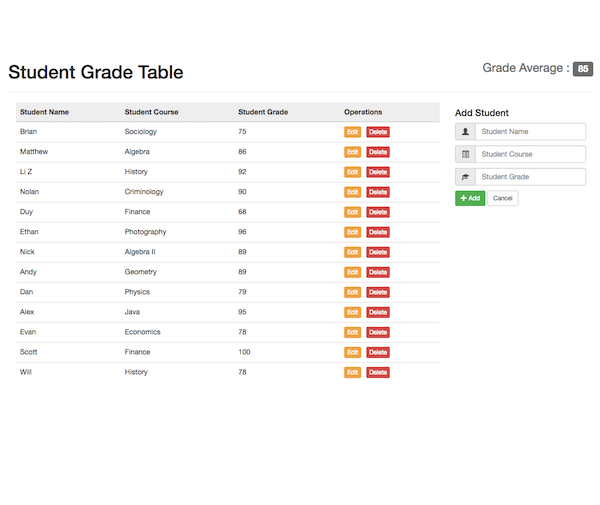 Student Grade Table
Grade Average : 85
Student Name Student Course Student Grade Operations
Brian Sociology 75 Edit Delete
Matthew Algebra 86 Edit Delete
Li Z History 92 Edit Delete
Nolan Criminology 90 Edit Delete
Duy Finance 68 Edit Delete
Ethan Photography 96 Edit Delete
Nick Algebra II 89 Edit Delete
Andy Geometry 89 Edit Delete
Dan Physics 79 Edit Delete
Alex Java 95 Edit Delete
Evan Economics 78 Edit Delete
Scott Finance 100 Edit Delete
Will History 78 Edit Delete
Add Student
Student Name
Student Course
Student Grade
+ Add Cancel